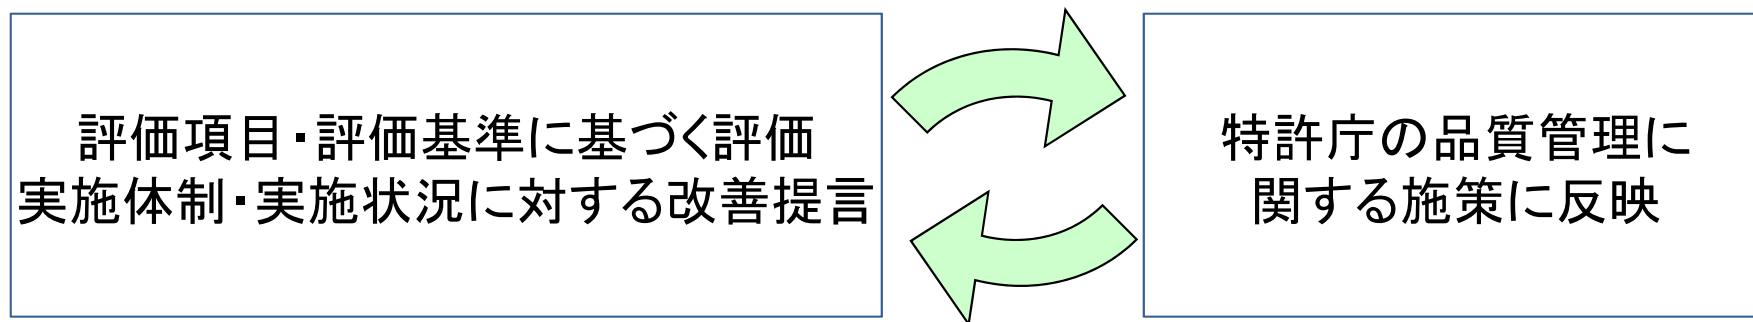 評価項目・評価基準に基づく評価
実施体制・実施状況に対する改善提言
特許庁の品質管理に
関する施策に反映